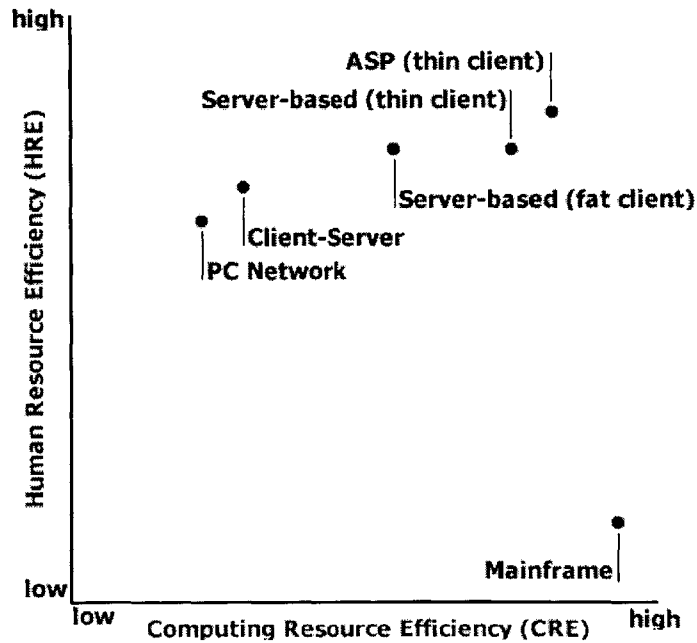 high
ASP (thin client)
Server-based (thin client)
Server-based (fat client)
Client-Server
PC Network
Human Resource Efficiency (HRE)
Mainframe
low
low
high
Computing Resource Efficiency (CRE)